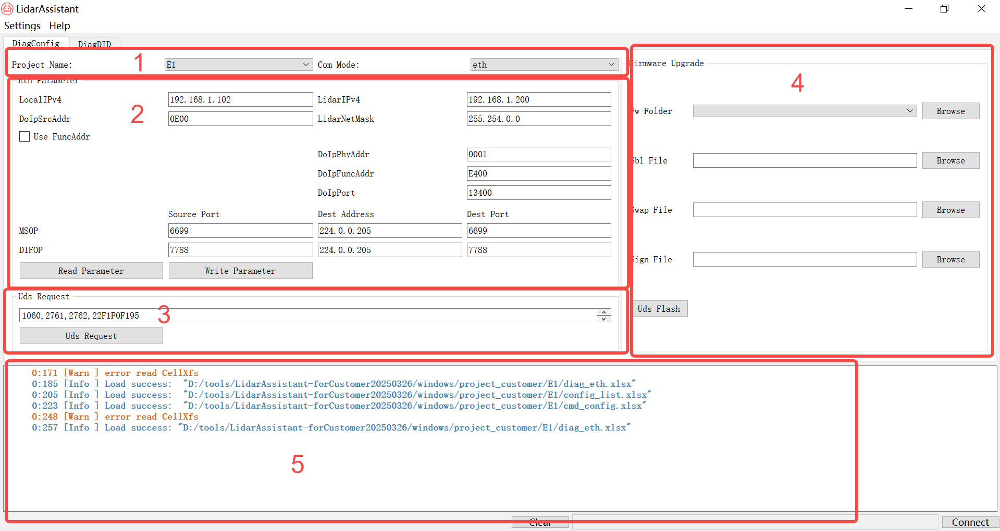 LidarAssistant
Settings Help
DiagConfig DiagDID
Project Name: 1 E1 Com Mode: eth
Eth Parameter
LocalIPv4 192.168.1.102 LidarIPv4 192.168.1.200
2
DoIpSrcAddr 0E00 LidarNetMask 255.254.0.0
Use FuncAddr
DoIpPhyAddr 0001
DoIpFuncAddr E400
DoIpPort 13400
Source Port Dest Address Dest Port
MSOP 6699 224.0.0.205 6699
DIFOP 7788 224.0.0.205 7788
Read Parameter Write Parameter
Uds Request
1060,2761,2762,22F1F0F195 3
Uds Request
Firmware Upgrade
4
Fw Folder Browse
Sbl File Browse
Swap File Browse
Sign File Browse
Uds Flash
0:171 [Warn ] error read CellXfs
0:185 [Info ] Load success: "D:/tools/LidarAssistant-forCustomer20250326/windows/project_customer/E1/diag_eth.xlsx"
0:205 [Info ] Load success: "D:/tools/LidarAssistant-forCustomer20250326/windows/project_customer/E1/config_list.xlsx"
0:223 [Info ] Load success: "D:/tools/LidarAssistant-forCustomer20250326/windows/project_customer/E1/cmd_config.xlsx"
0:248 [Warn ] error read CellXfs
0:257 [Info ] Load success: "D:/tools/LidarAssistant-forCustomer20250326/windows/project_customer/E1/diag_eth.xlsx"
5
Clear Connect